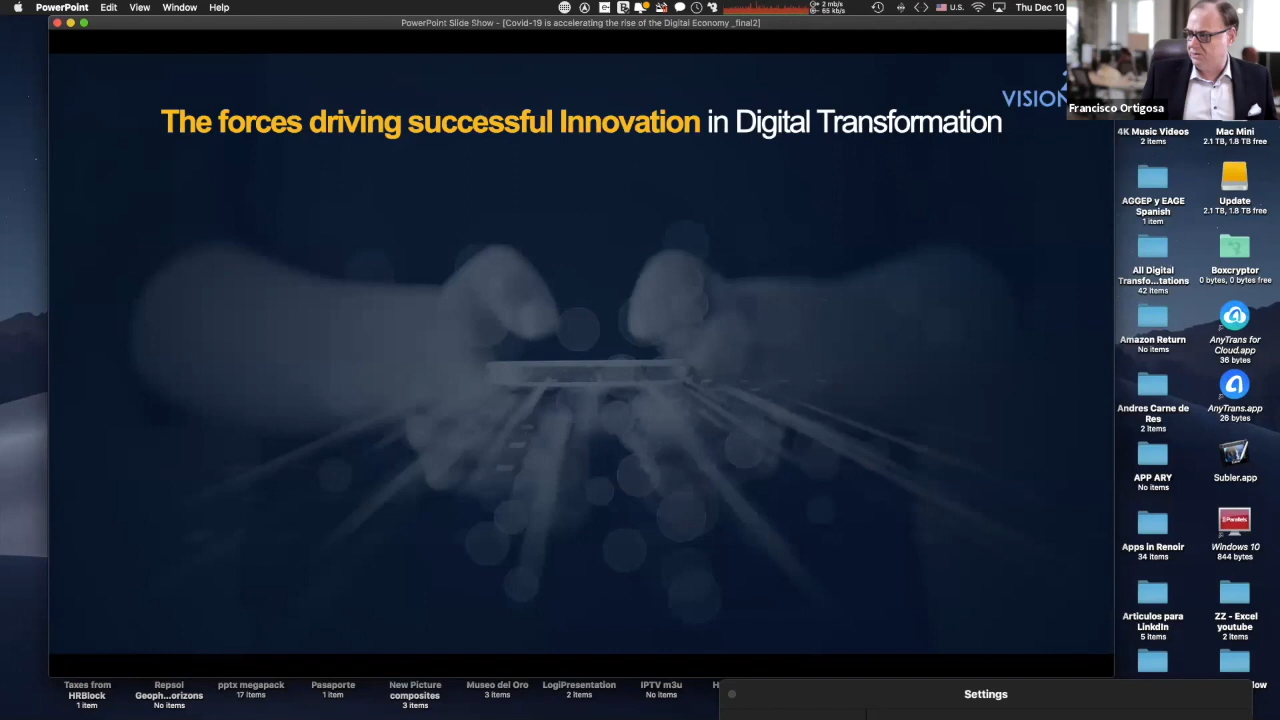 PowerPoint Edit View Window Help
2 mb/s
65 kb/s
U.S.
Thu Dec 10
PowerPoint Slide Show - [Covid-19 is accelerating the rise of the Digital Economy _final2]
The forces driving successful Innovation in Digital Transformation
VISION
Francisco Ortigosa
4K Music Videos
2 items
Mac Mini
2.1 TB, 1.8 TB free
AGGEP y EAGE
Spanish
1 item
Update
2.1 TB, 1.8 TB free
All Digital
Transfo...tations
42 items
Boxcryptor
0 bytes, 0 bytes free
Amazon Return
No items
AnyTrans for
Cloud.app
36 bytes
Andres Carne de
Res
2 items
AnyTrans.app
26 bytes
APP ARY
No items
Subler.app
Apps in Renoir
34 items
Parallels
Windows 10
844 bytes
Articulos para
LinkdIn
5 items
ZZ - Excel
youtube
2 items
Taxes from
HRBlock
1 item
Repsol
Geoph...orizons
No items
pptx megapack
17 items
Pasaporte
1 item
New Picture
composites
3 items
Museo del Oro
3 items
LogiPresentation
2 items
IPTV m3u
No items
H
Settings
low